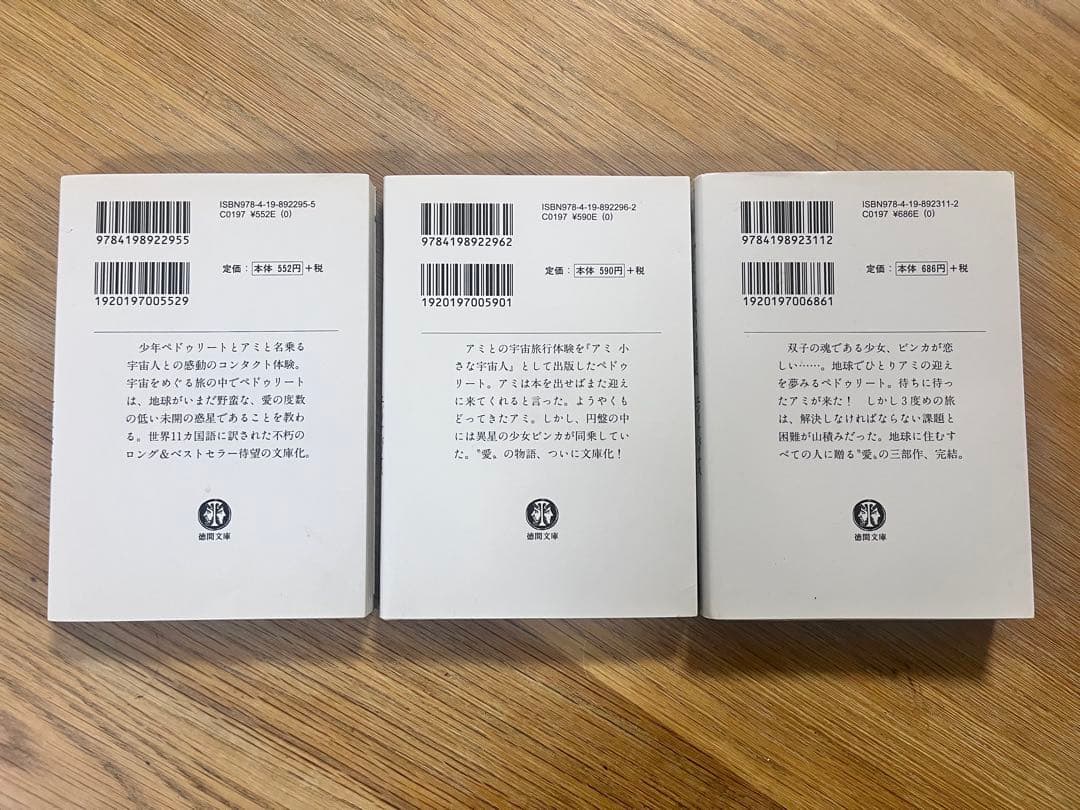 ISBN978-4-19-892295-5
C0197 ¥552E (0)
9784198922955
定価：本体 552円＋税
1920197005529
少年ペドゥリートとアミと名乗る
宇宙人との感動のコンタクト体験。
宇宙をめぐる旅の中でペドゥリート
は、地球がいまだ野蛮な、愛の度数
の低い未開の惑星であることを教わ
る。世界11カ国語に訳された不朽の
ロング＆ベストセラー待望の文庫化。
徳間文庫
ISBN978-4-19-892296-2
C0197 ¥590E (0)
9784198922962
定価：本体 590円＋税
1920197005901
アミとの宇宙旅行体験を『アミ 小
さな宇宙人』として出版したペドゥ
リート。アミは本を出せばまた迎え
に来てくれると言った。ようやくも
どってきたアミ。しかし、円盤の中
には異星の少女ビンカが同乗してい
た。〝愛〟の物語、ついに文庫化！
徳間文庫
ISBN978-4-19-892311-2
C0197 ¥686E (0)
9784198923112
定価：本体 686円＋税
1920197006861
双子の魂である少女、ビンカが恋
しい……。地球でひとりアミの迎え
を夢みるペドゥリート。待ちに待っ
たアミが来た！　しかし３度めの旅
は、解決しなければならない課題と
困難が山積みだった。地球に住むす
べての人に贈る〝愛〟の三部作、完結。
徳間文庫